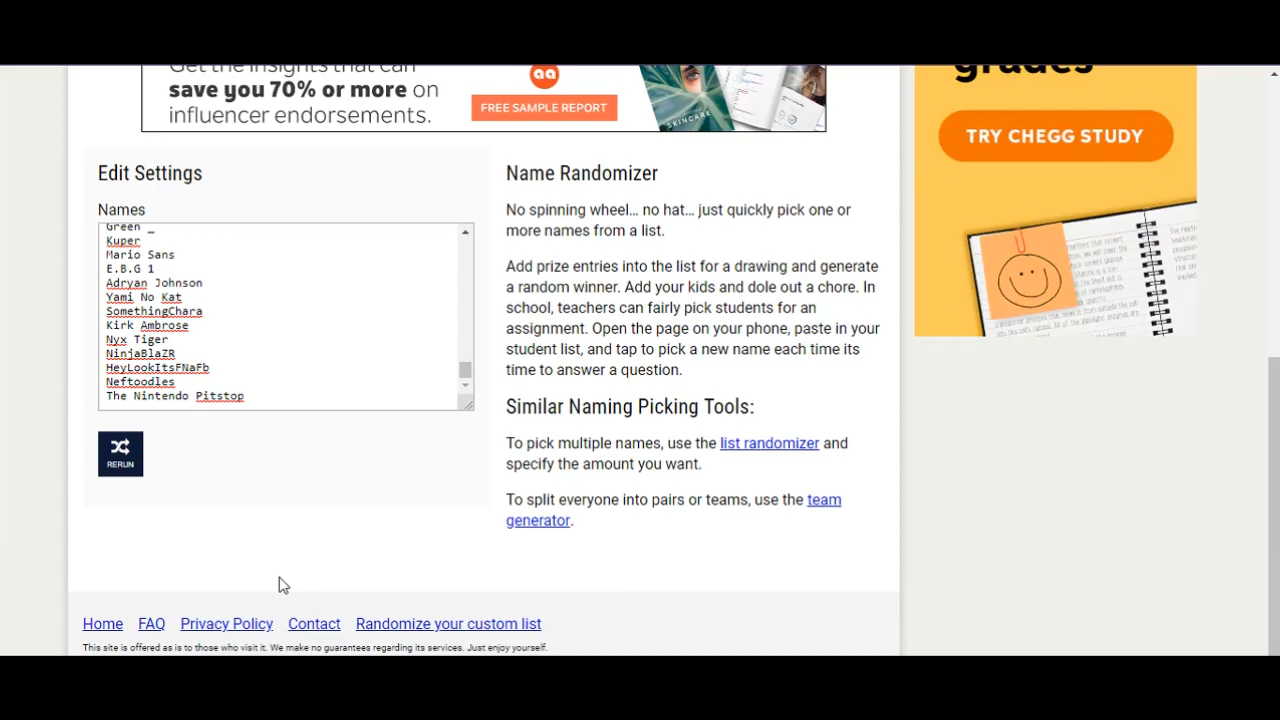 Get the insights that can
save you 70% or more on
influencer endorsements.
aa
FREE SAMPLE REPORT
SKINCARE
grades
TRY CHEGG STUDY
Edit Settings
Names
Green _
Kuper
Mario Sans
E.B.G 1
Adryan Johnson
Yami No Kat
SomethingChara
Kirk Ambrose
Nyx Tiger
NinjaBlaZR
HeyLookItsFNaFb
Neftoodles
The Nintendo Pitstop
RERUN
Name Randomizer
No spinning wheel... no hat... just quickly pick one or
more names from a list.
Add prize entries into the list for a drawing and generate
a random winner. Add your kids and dole out a chore. In
school, teachers can fairly pick students for an
assignment. Open the page on your phone, paste in your
student list, and tap to pick a new name each time its
time to answer a question.
Similar Naming Picking Tools:
To pick multiple names, use the list randomizer and
specify the amount you want.
To split everyone into pairs or teams, use the team
generator.
Home FAQ Privacy Policy Contact Randomize your custom list
This site is offered as is to those who visit it. We make no guarantees regarding its services. Just enjoy yourself.